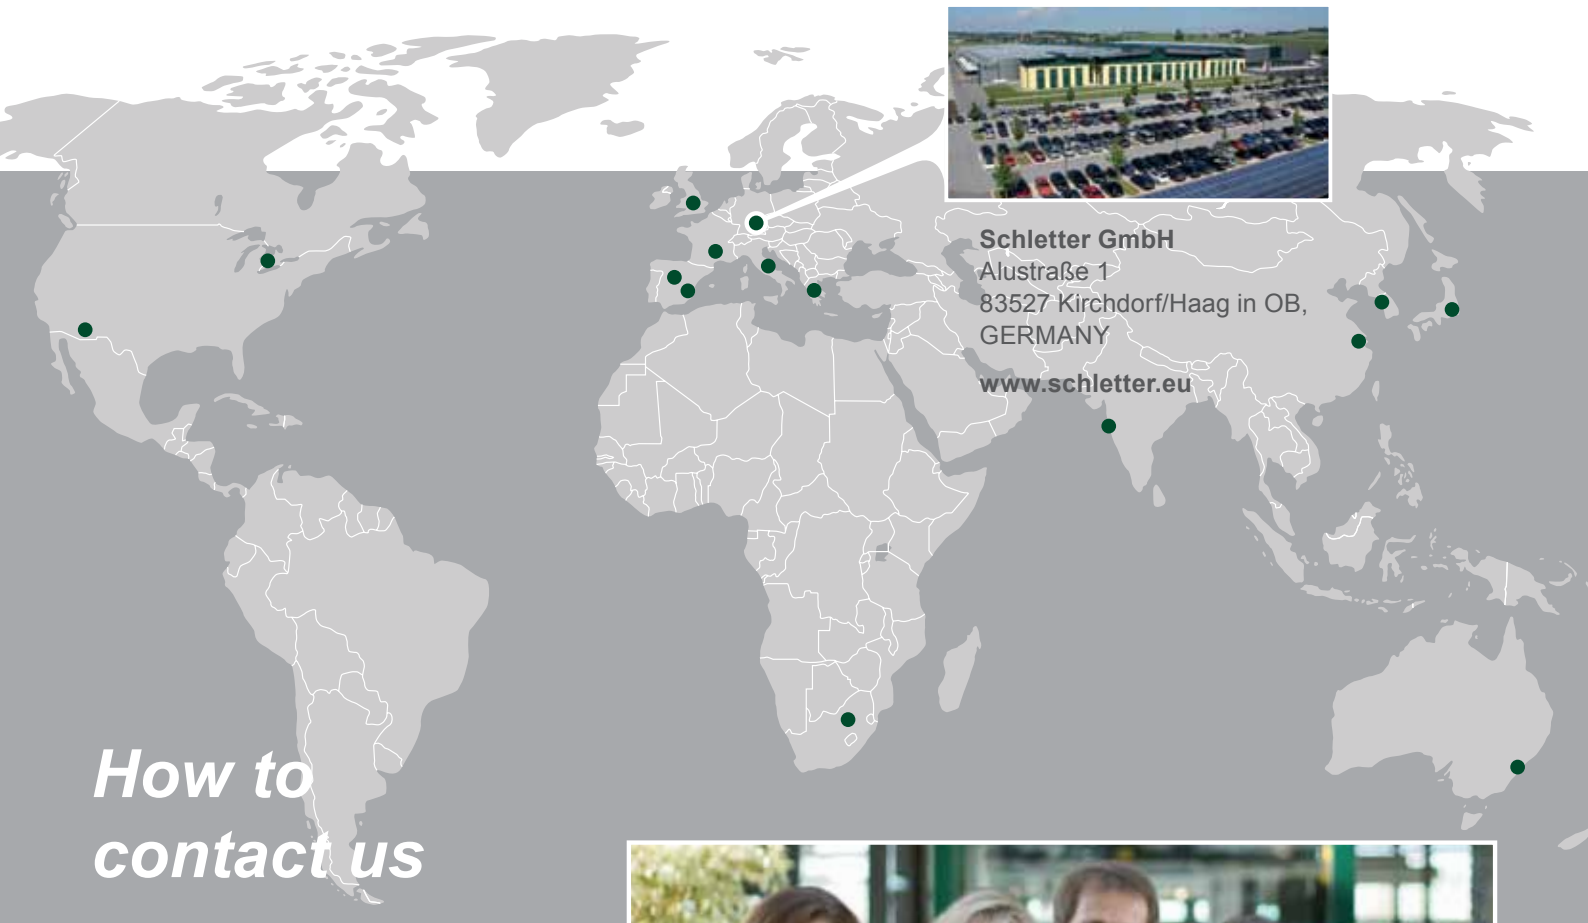 Schletter GmbH
Alustraße 1
83527 Kirchdorf/Haag in OB,
GERMANY
www.schletter.eu
How to
contact us